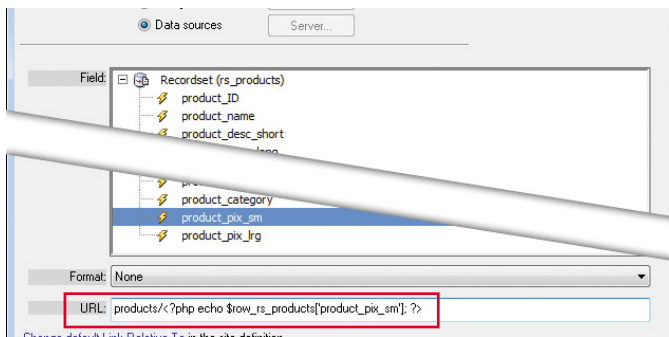 Data sources
Server...
Field:
Recordset (rs_products)
product_ID
product_name
product_desc_short
product_category
product_pix_sm
product_pix_lrg
Format: None
URL: products/<?php echo $row_rs_products['product_pix_sm']; ?>